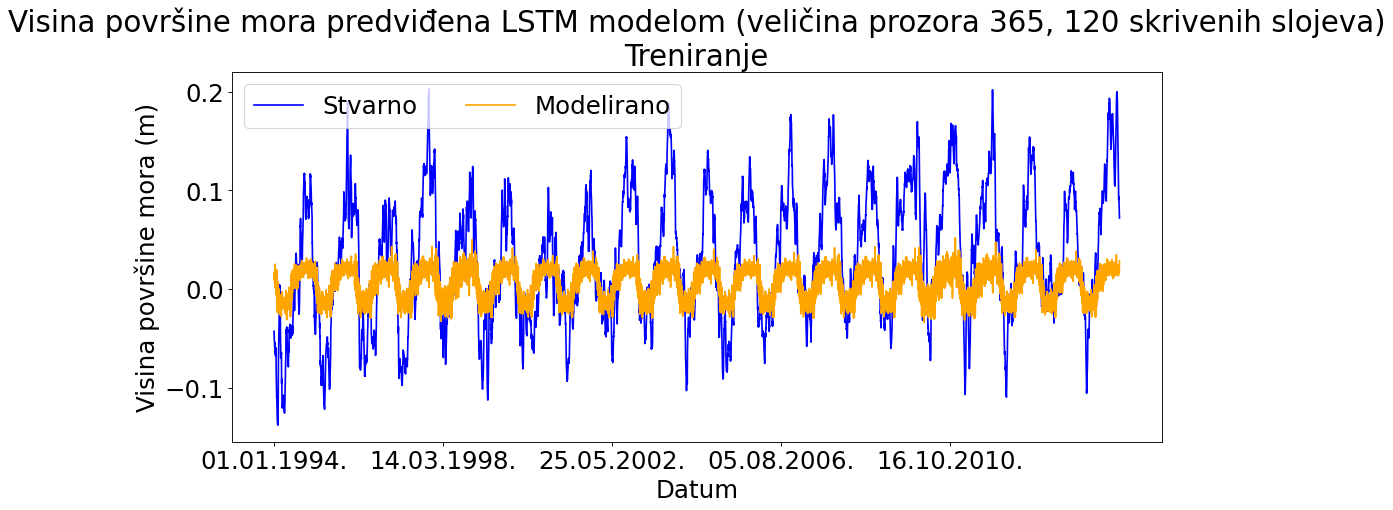 Visina površine mora predviđena LSTM modelom (veličina prozora 365, 120 skrivenih slojeva)
Treniranje
Stvarno Modelirano
Visina površine mora (m)
0.2
0.1
0.0
−0.1
01.01.1994. 14.03.1998. 25.05.2002. 05.08.2006. 16.10.2010.
Datum